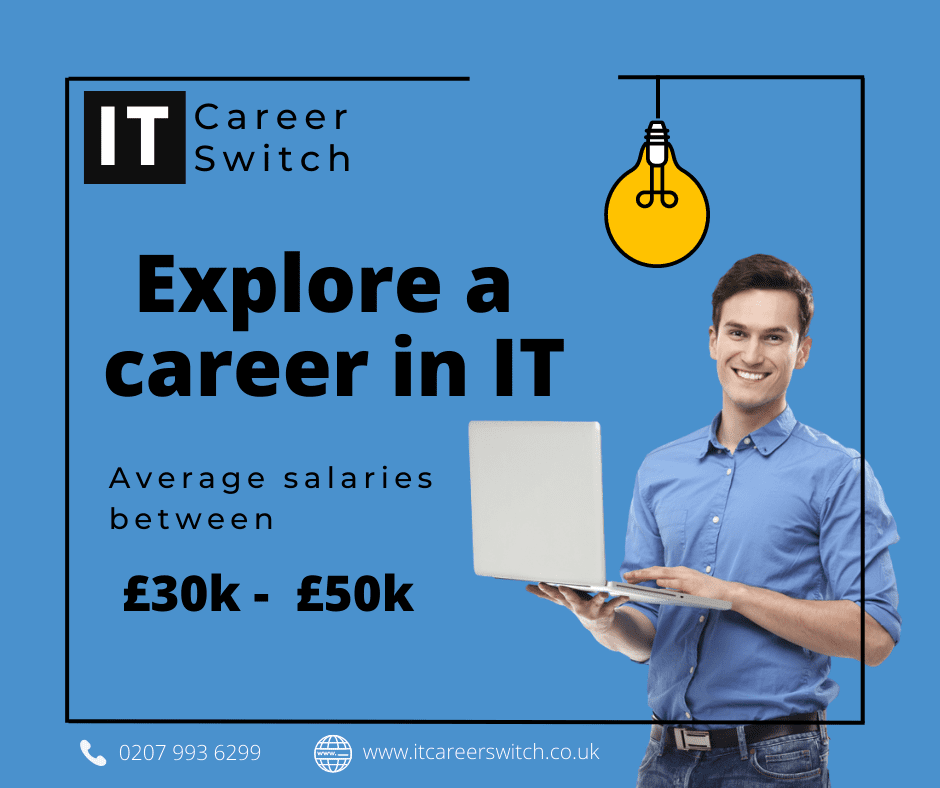 IT Career
Switch
Explore a
career in IT
Average salaries
between
£30k - £50k
0207 993 6299
www.itcareerswitch.co.uk